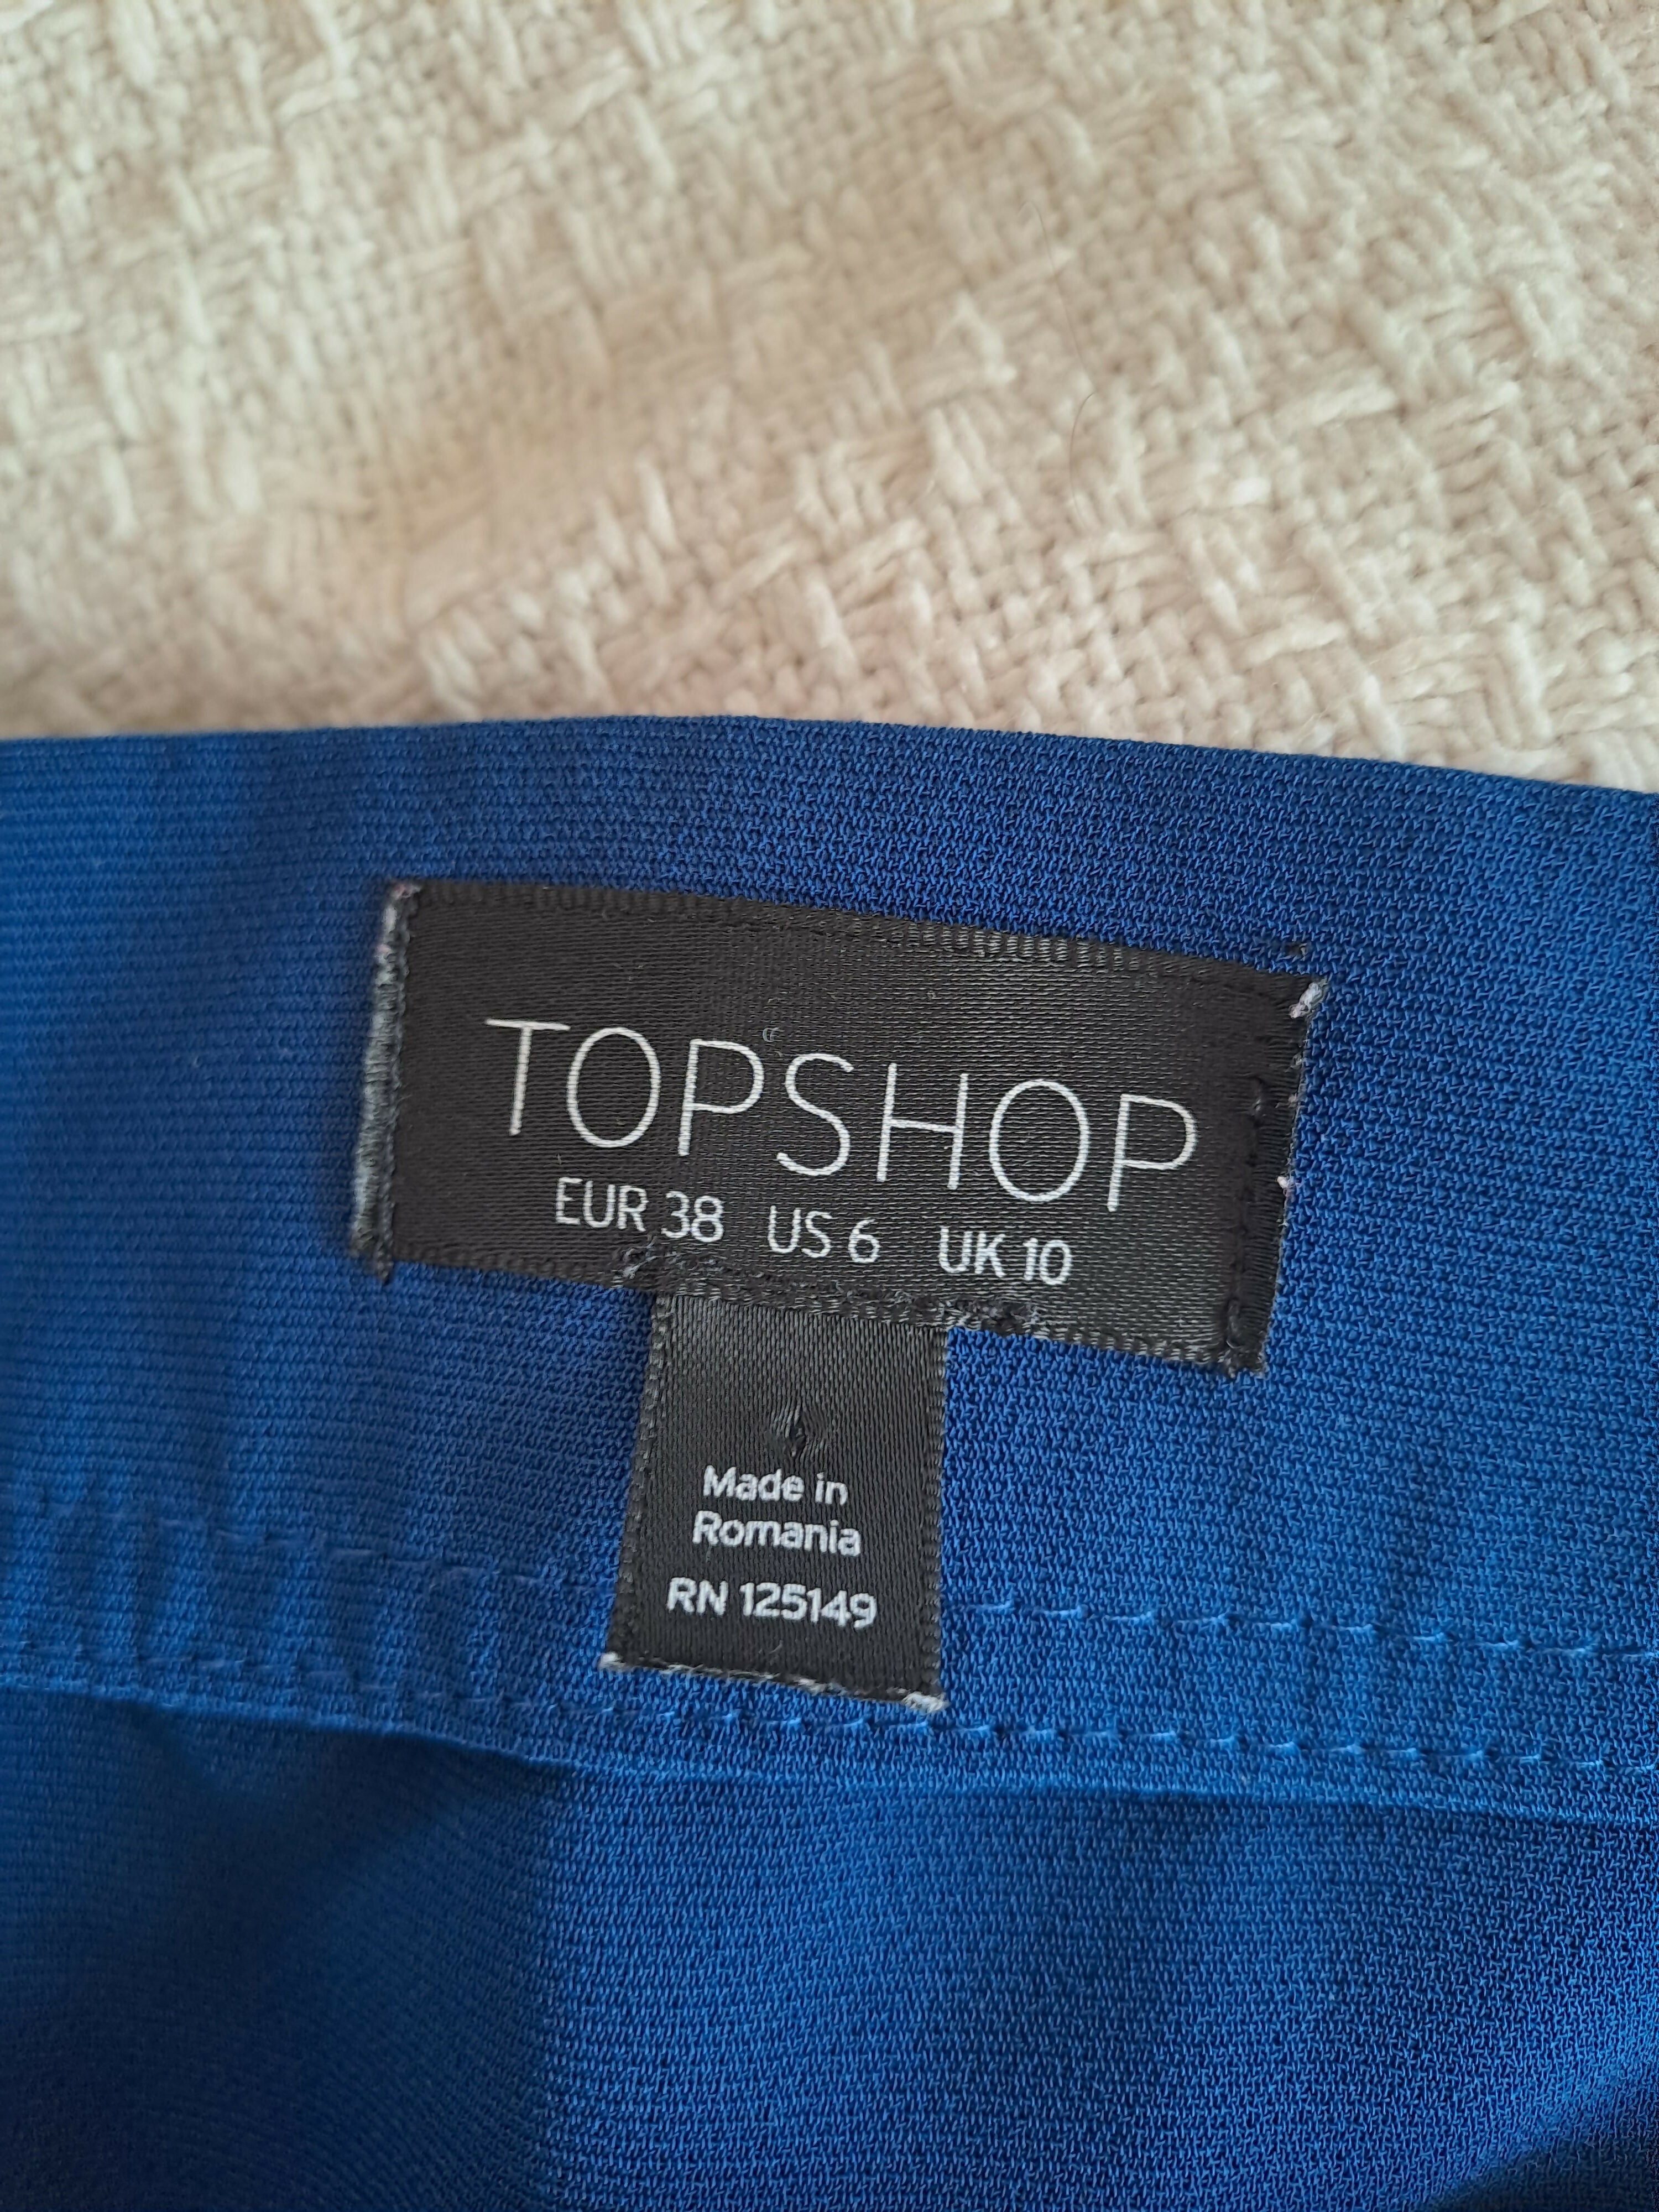 TOPSHOP
EUR 38 US 6 UK 10
Made in
Romania
RN 125149